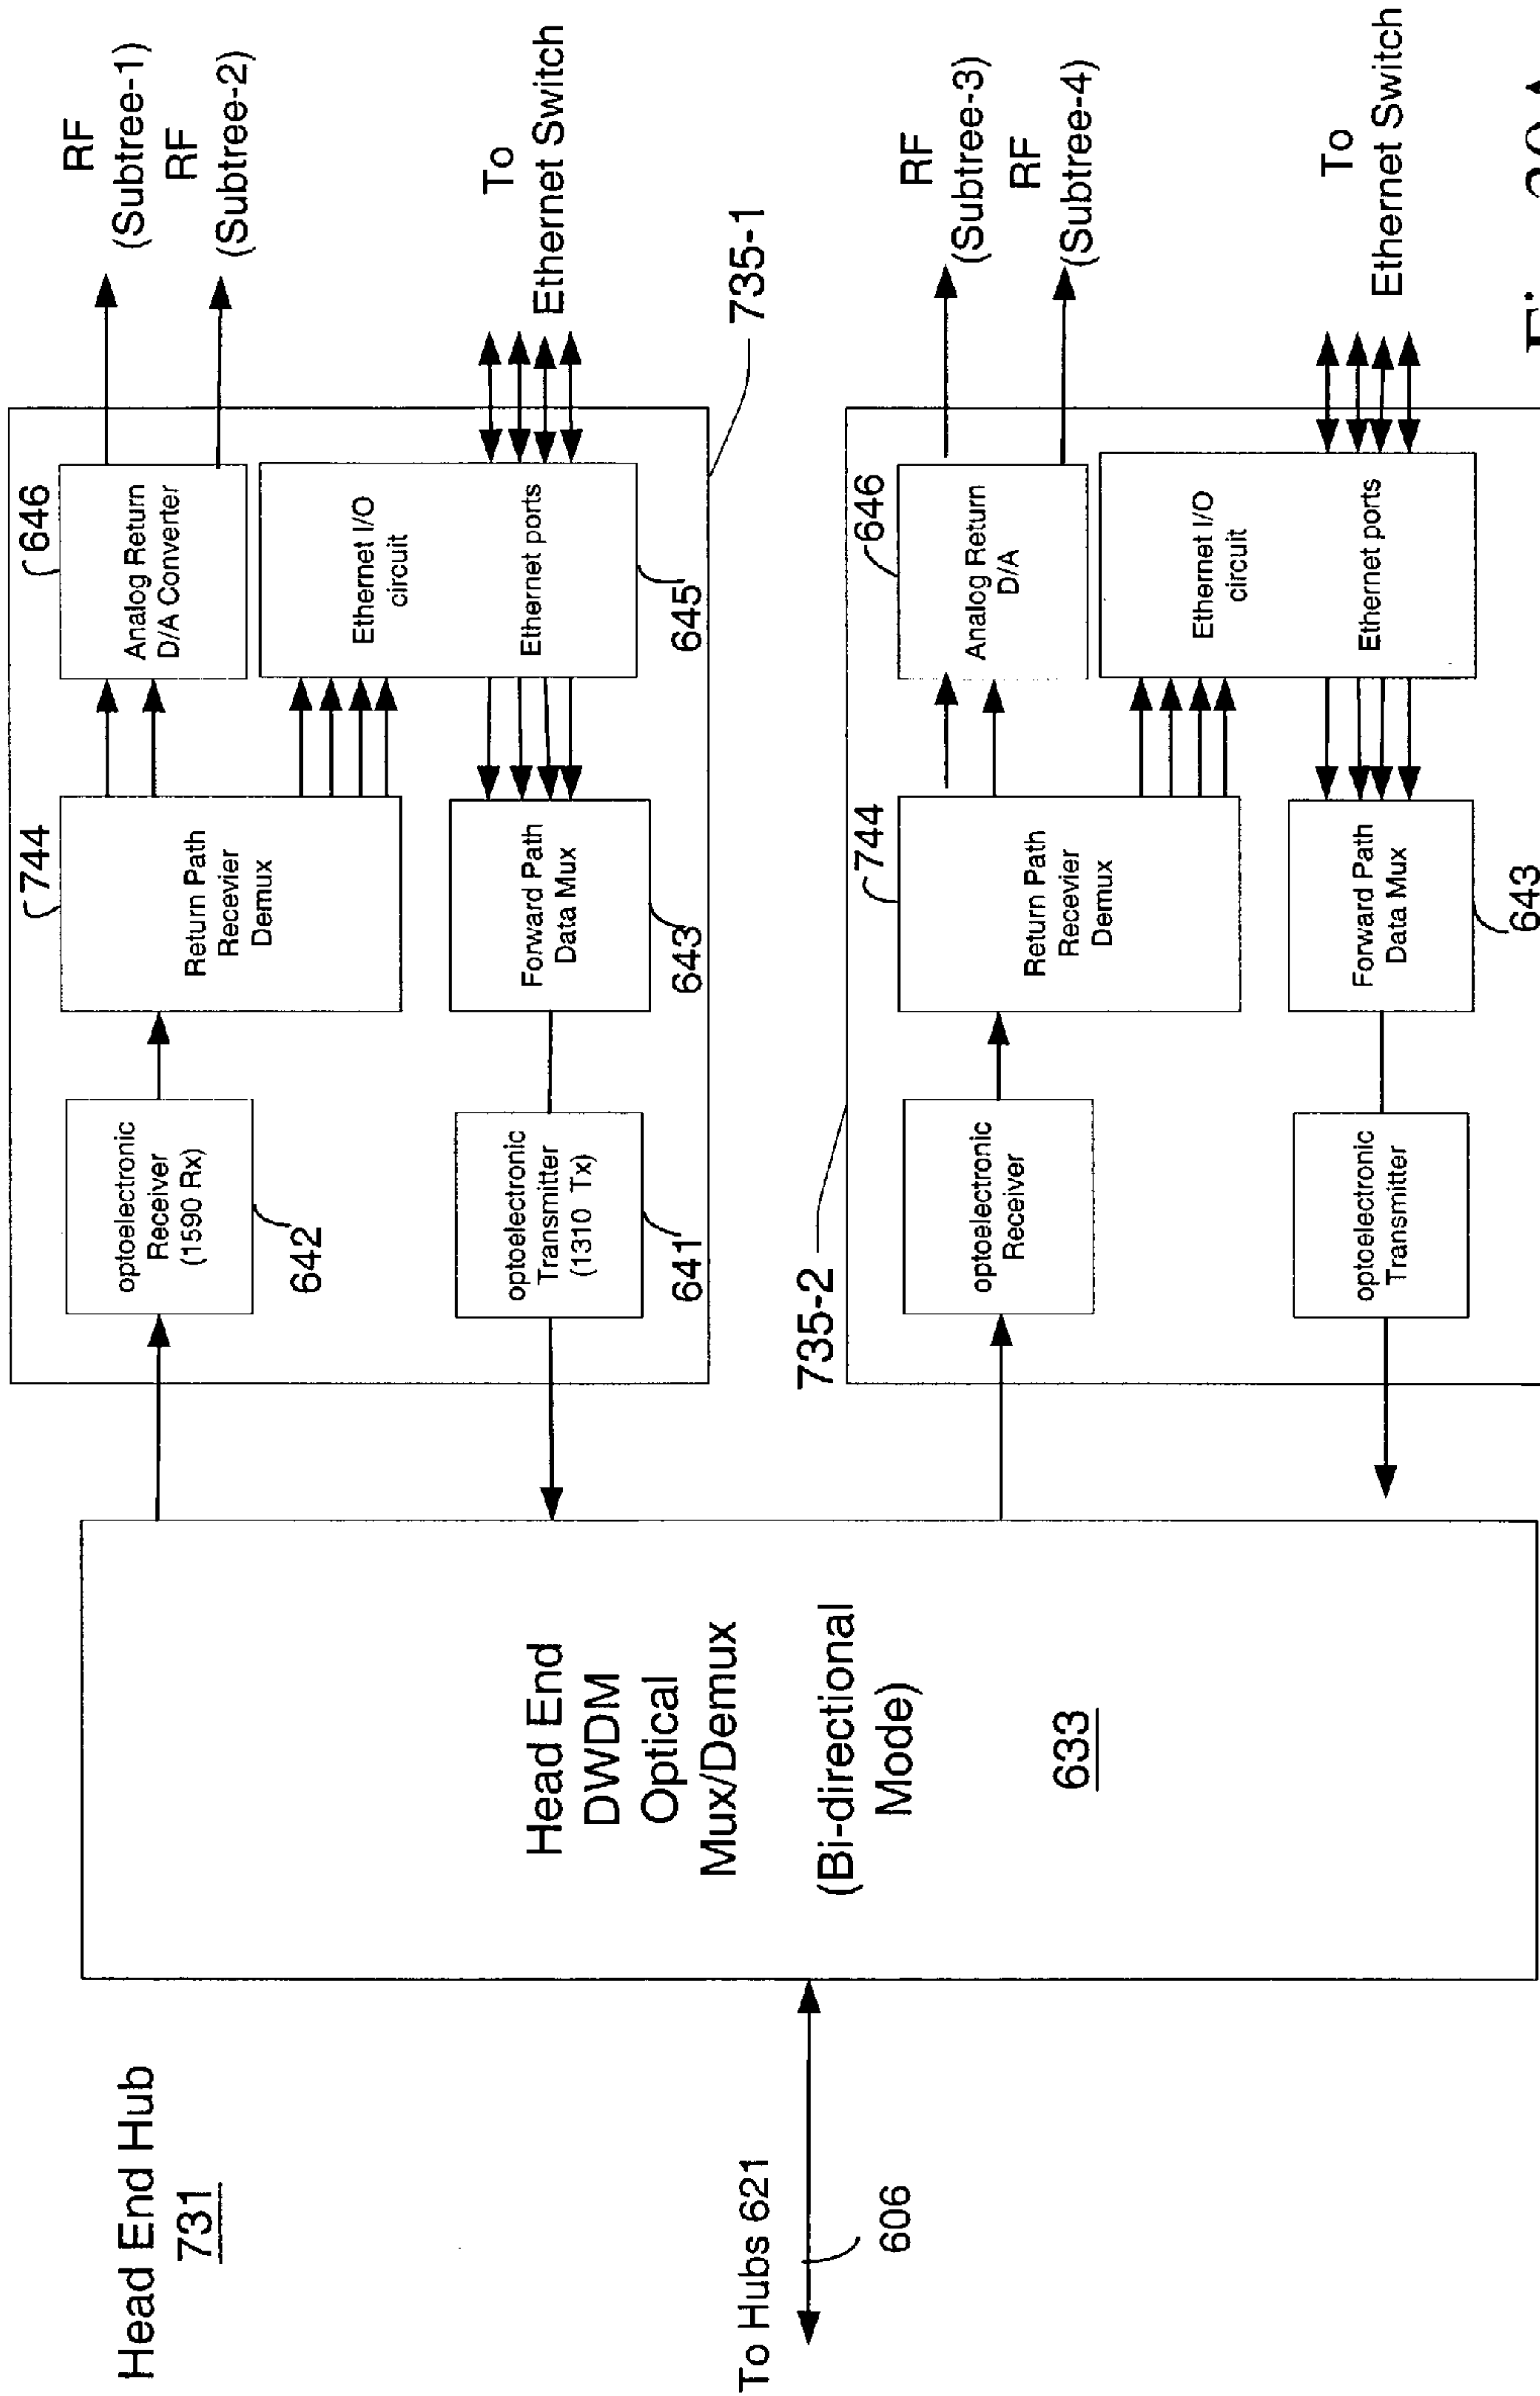 Head End Hub
731
To Hubs 621
606
Head End
DWDM
Optical
Mux/Demux
(Bi-directional
Mode)
633
optoelectronic
Receiver
(1590 Rx)
642
optoelectronic
Transmitter
(1310 Tx)
641
Return Path
Recevier
Demux
744
Forward Path
Data Mux
643
Analog Return
D/A Converter
646
Ethernet I/O
circuit
Ethernet ports
645
RF
(Subtree-1)
RF
(Subtree-2)
To
Ethernet Switch
735-1
735-2
optoelectronic
Receiver
optoelectronic
Transmitter
Return Path
Recevier
Demux
744
Forward Path
Data Mux
643
Analog Return
D/A
646
Ethernet I/O
circuit
Ethernet ports
RF
(Subtree-3)
RF
(Subtree-4)
To
Ethernet Switch